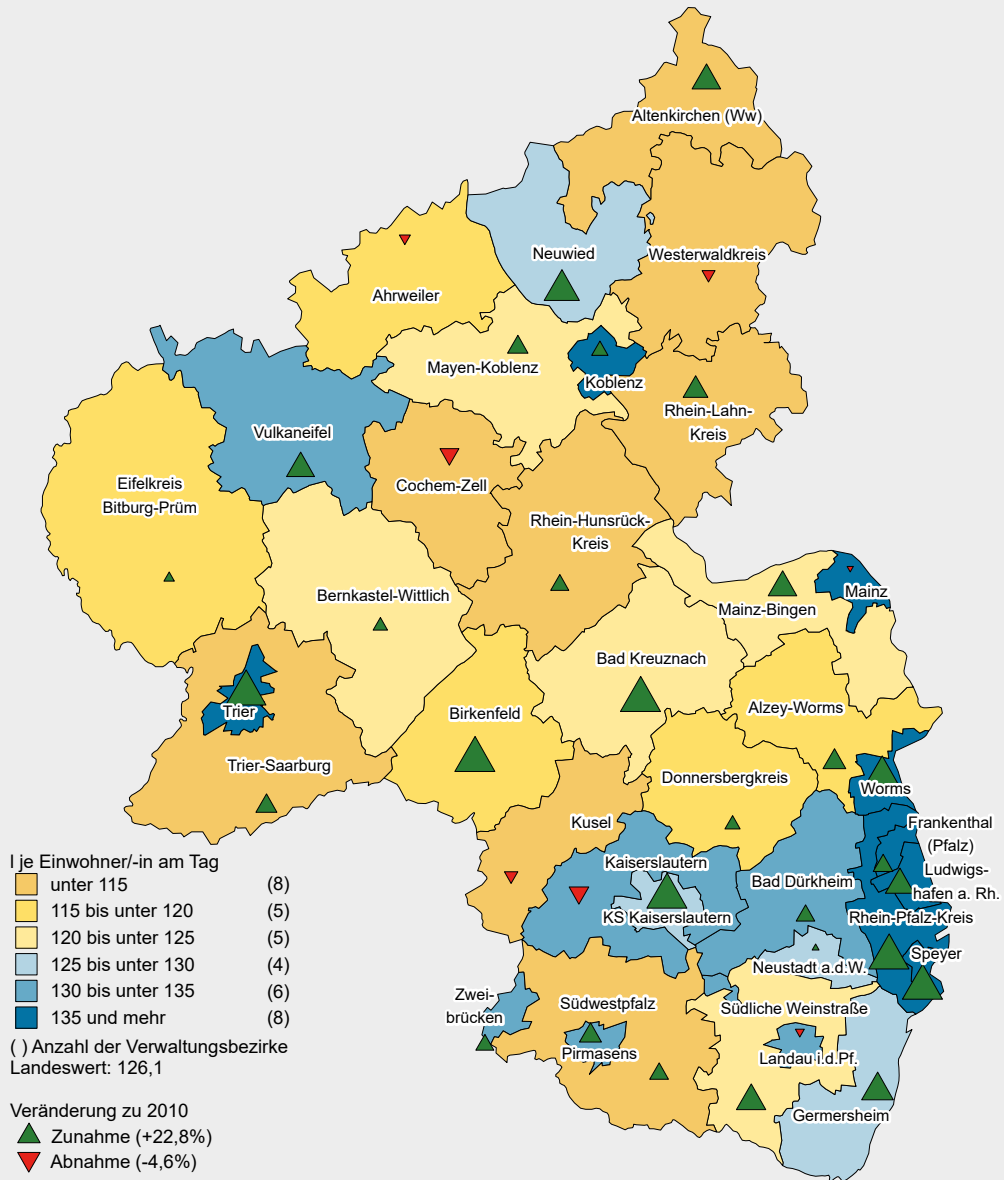 Altenkirchen (Ww)
Neuwied
Westerwaldkreis
Ahrweiler
Mayen-Koblenz
Koblenz
Rhein-Lahn-
Kreis
Vulkaneifel
Cochem-Zell
Eifelkreis
Bitburg-Prüm
Rhein-Hunsrück-
Kreis
Bernkastel-Wittlich
Mainz-Bingen
Mainz
Bad Kreuznach
Birkenfeld
Alzey-Worms
Trier
Trier-Saarburg
Donnersbergkreis
Worms
Kusel
Frankenthal
(Pfalz)
Ludwigs-
hafen a. Rh.
Kaiserslautern
Bad Dürkheim
KS Kaiserslautern
Rhein-Pfalz-Kreis
Speyer
Neustadt a.d.W.
Zwei-
brücken
Südwestpfalz
Südliche Weinstraße
Pirmasens
Landau i.d.Pf.
Germersheim
l je Einwohner/-in am Tag
unter 115 (8)
115 bis unter 120 (5)
120 bis unter 125 (5)
125 bis unter 130 (4)
130 bis unter 135 (6)
135 und mehr (8)
( ) Anzahl der Verwaltungsbezirke
Landeswert: 126,1
Veränderung zu 2010
Zunahme (+22,8%)
Abnahme (-4,6%)